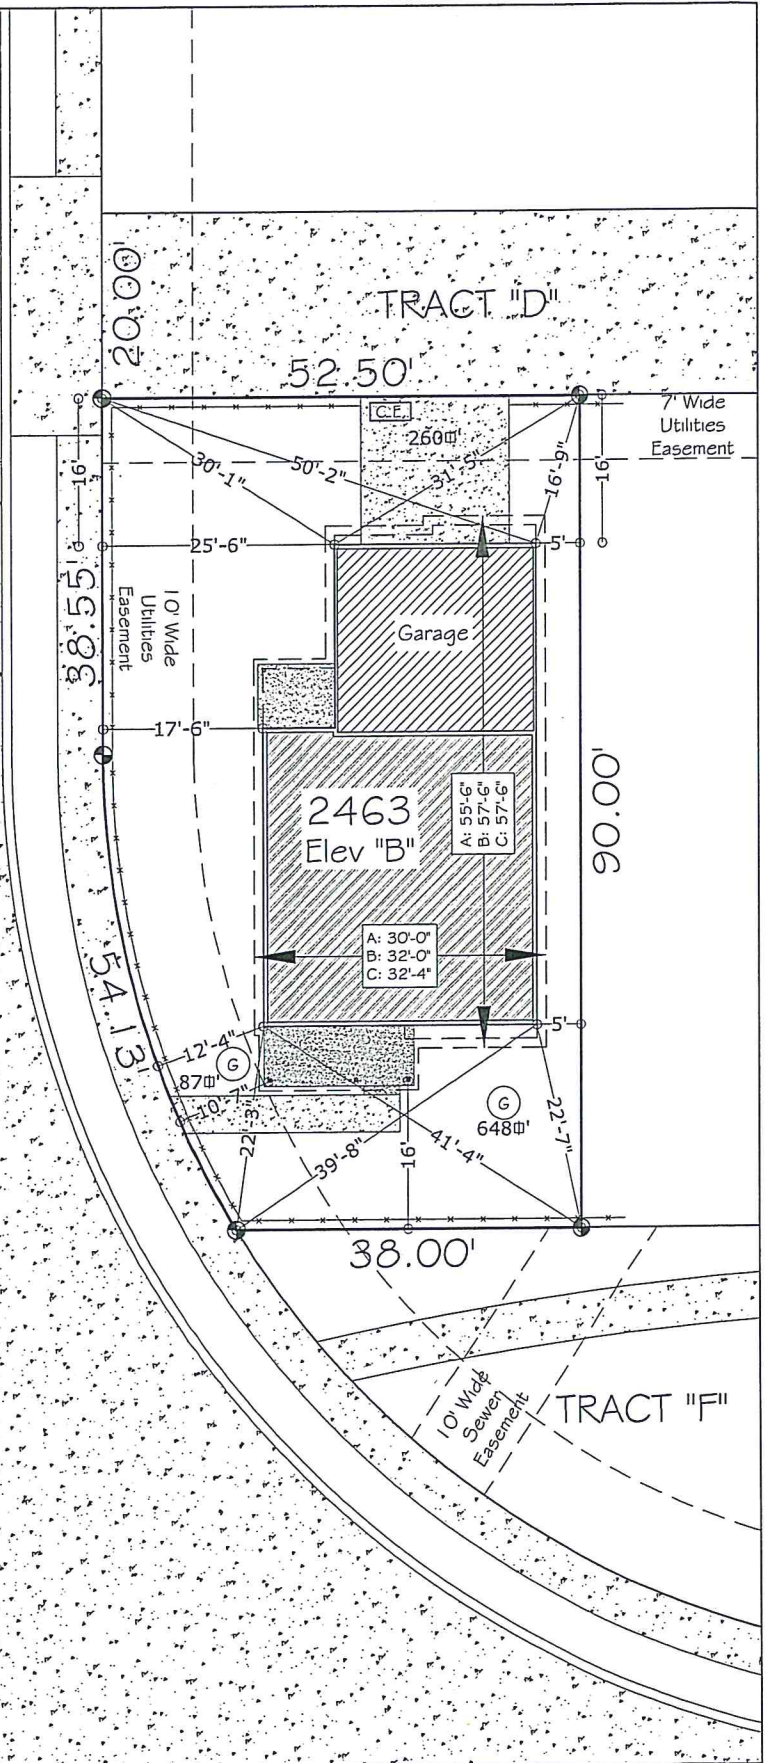 20.00'
TRACT "D"
52.50'
C.E.
260⌷'
7' Wide
Utilities
Easement
16'
30'-1"
50'-2"
31'-5"
16'-9"
16'
25'-6"
5'
38.55'
10' Wide
Utilities
Easement
Garage
17'-6"
2463
Elev "B"
A: 55'-6"
B: 57'-6"
C: 57'-6"
90.00'
A: 30'-0"
B: 32'-0"
C: 32'-4"
54.13'
12'-4"
G
87⌷'
10'-7"
22'-3"
39'-8"
16'
41'-4"
G
648⌷'
22'-7"
5'
38.00'
10' Wide
Sewer
Easement
TRACT "F"